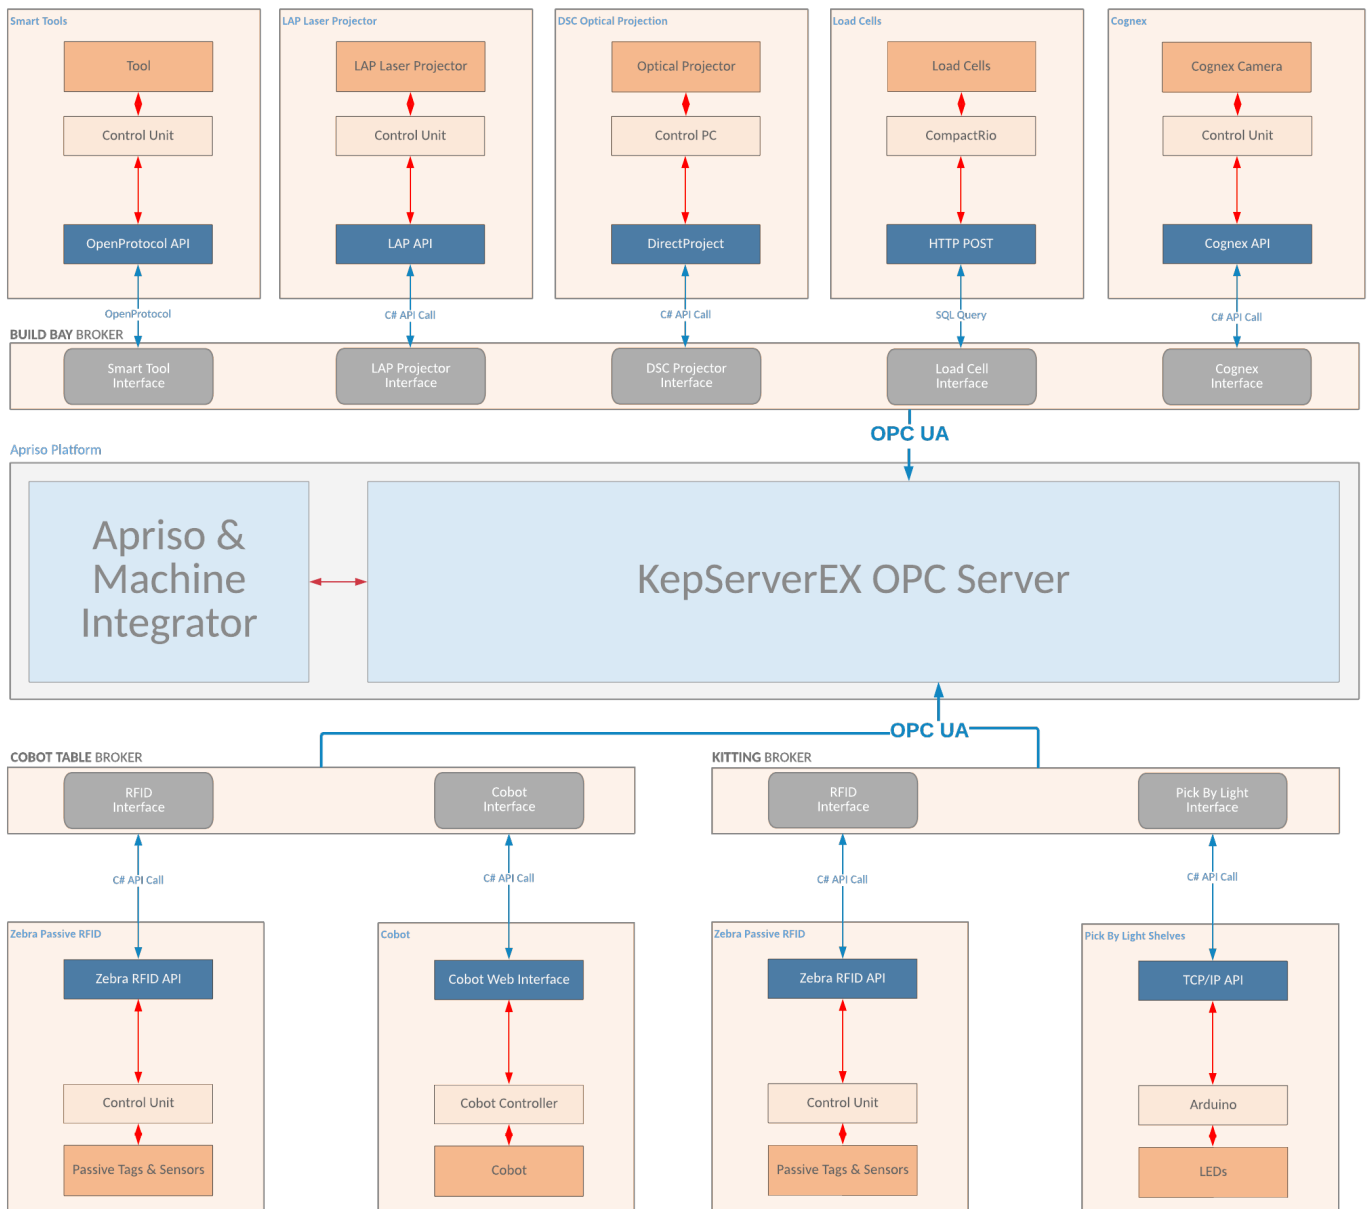 Smart Tools
LAP Laser Projector
DSC Optical Projection
Load Cells
Cognex
Tool
LAP Laser Projector
Optical Projector
Load Cells
Cognex Camera
Control Unit
Control Unit
Control PC
CompactRio
Control Unit
OpenProtocol API
LAP API
DirectProject
HTTP POST
Cognex API
OpenProtocol
C# API Call
C# API Call
SQL Query
C# API Call
BUILD BAY BROKER
Smart Tool
Interface
LAP Projector
Interface
DSC Projector
Interface
Load Cell
Interface
Cognex
Interface
OPC UA
Apriso Platform
Apriso &
Machine
Integrator
KepServerEX OPC Server
OPC UA
COBOT TABLE BROKER
KITTING BROKER
RFID
Interface
Cobot
Interface
RFID
Interface
Pick By Light
Interface
C# API Call
C# API Call
C# API Call
C# API Call
Zebra Passive RFID
Cobot
Zebra Passive RFID
Pick By Light Shelves
Zebra RFID API
Cobot Web Interface
Zebra RFID API
TCP/IP API
Control Unit
Cobot Controller
Control Unit
Arduino
Passive Tags & Sensors
Cobot
Passive Tags & Sensors
LEDs